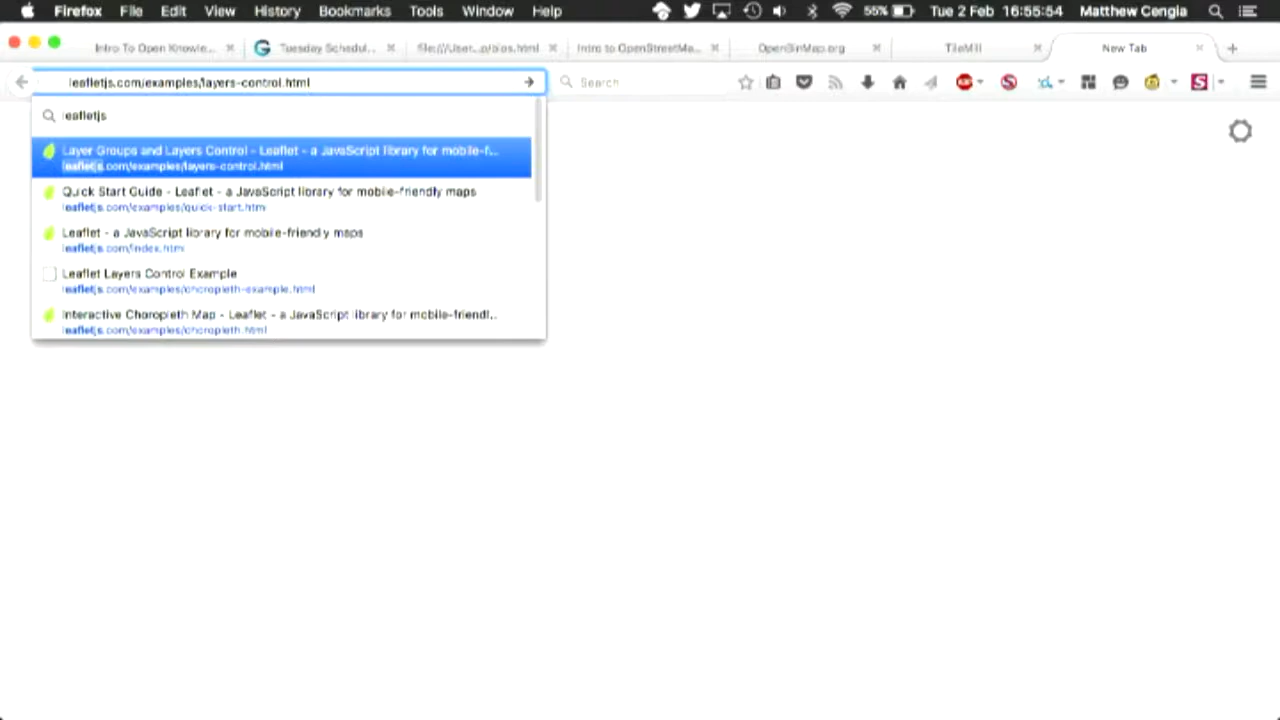 Firefox File Edit View History Bookmarks Tools Window Help 55% Tue 2 Feb 16:55:54 Matthew Cengia
Intro To Open Knowle... Tuesday Schedul... file:///User...o/bios.html Intro to OpenStreetMa... OpenBinMap.org TileMill New Tab
leafletjs.com/examples/layers-control.html Search
leafletjs
Layer Groups and Layers Control - Leaflet - a JavaScript library for mobile-f...
leafletjs.com/examples/layers-control.html
Quick Start Guide - Leaflet - a JavaScript library for mobile-friendly maps
leafletjs.com/examples/quick-start.html
Leaflet - a JavaScript library for mobile-friendly maps
leafletjs.com/index.html
Leaflet Layers Control Example
leafletjs.com/examples/choropleth-example.html
Interactive Choropleth Map - Leaflet - a JavaScript library for mobile-friendl...
leafletjs.com/examples/choropleth.html